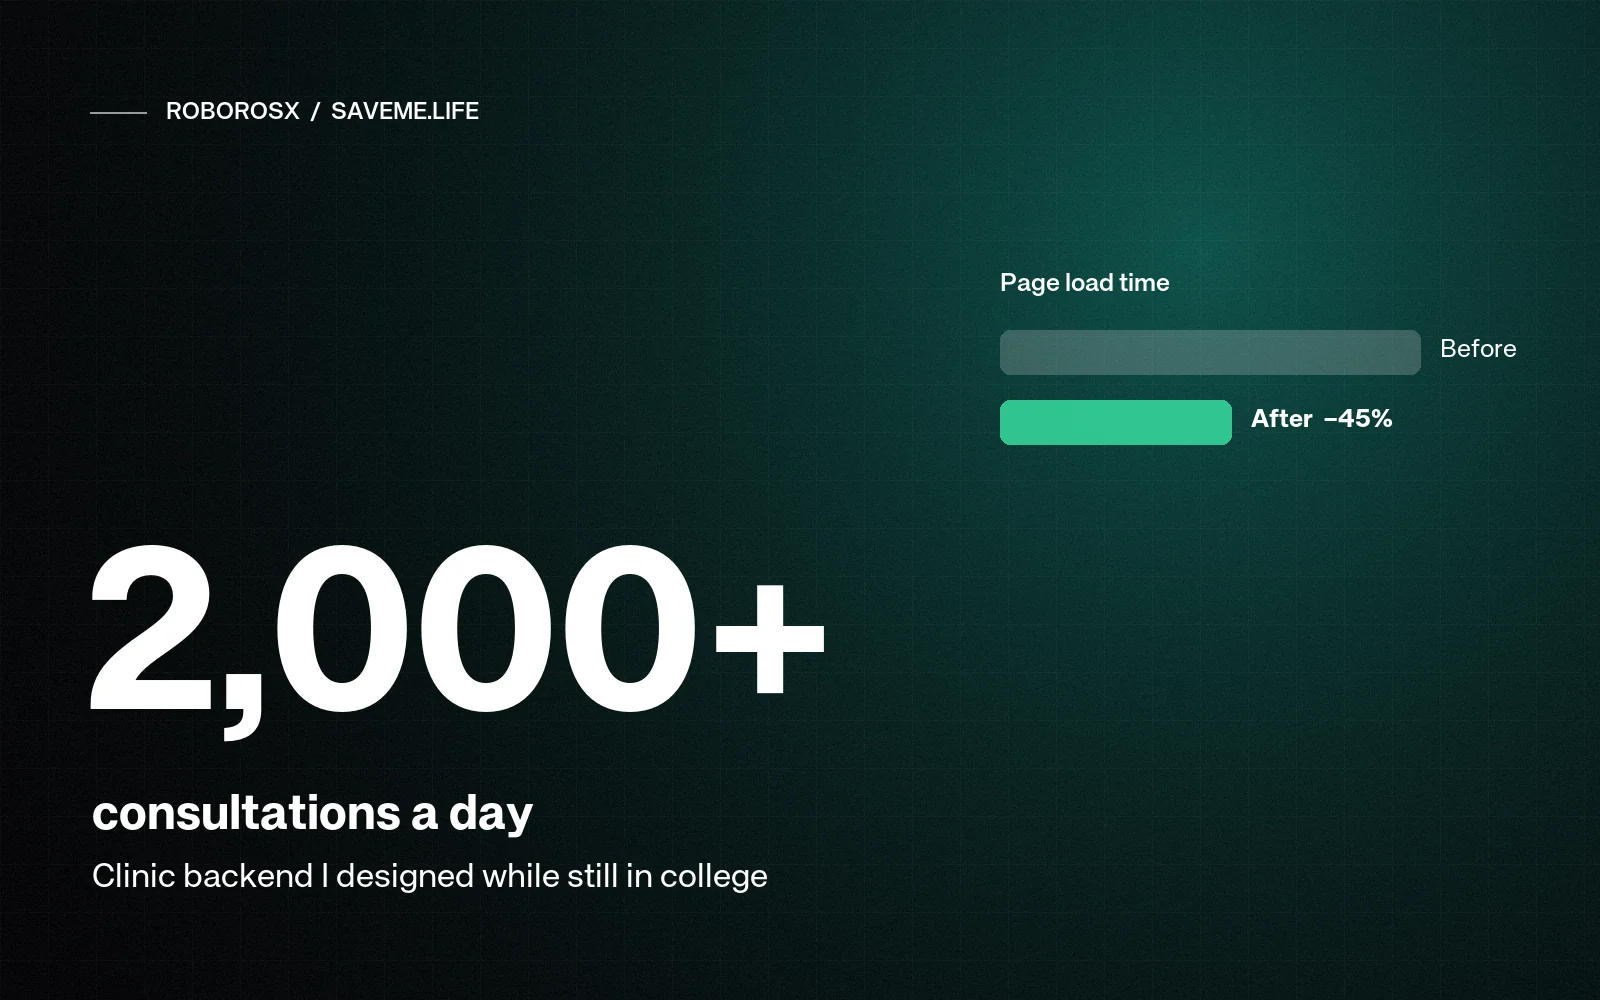 ROBOROSX / SAVEME.LIFE
Page load time
Before
After –45%
2,000+
consultations a day
Clinic backend I designed while still in college